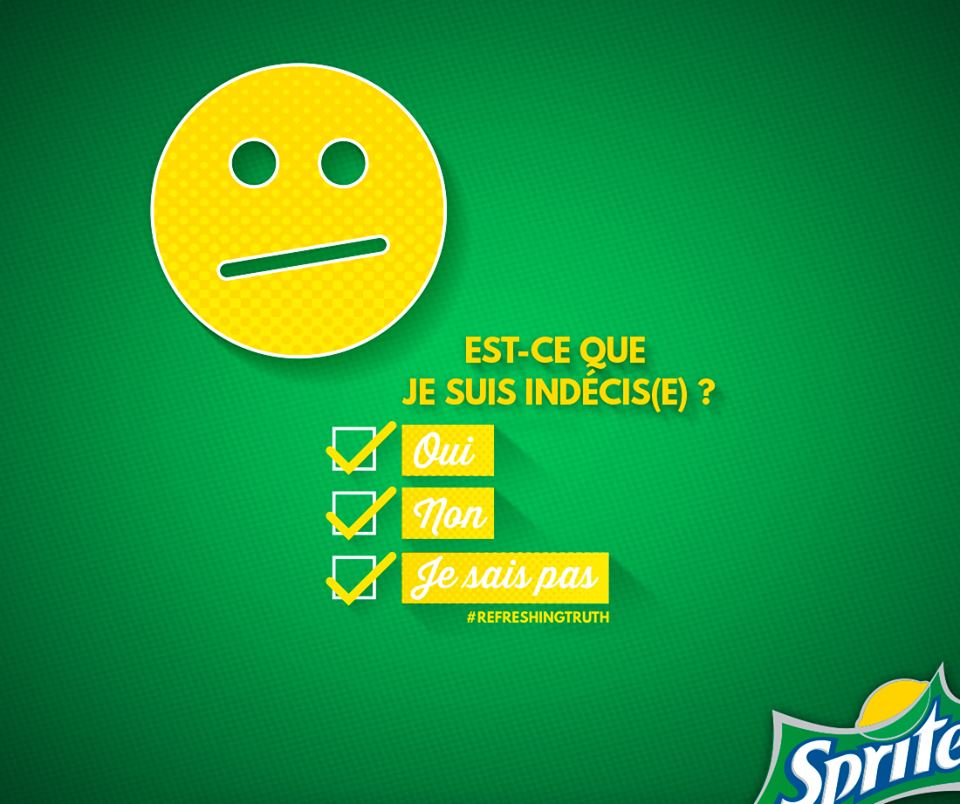 EST-CE QUE
JE SUIS INDÉCIS(E) ?
Oui
Non
Je sais pas
#REFRESHINGTRUTH
Sprite